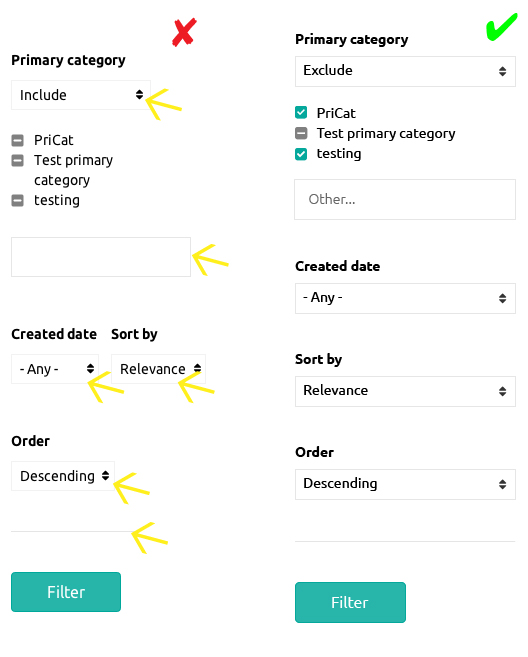 Primary category
Include
PriCat
Test primary
category
testing
Created date
Sort by
- Any -
Relevance
Order
Descending
Filter
Primary category
Exclude
PriCat
Test primary category
testing
Other...
Created date
- Any -
Sort by
Relevance
Order
Descending
Filter